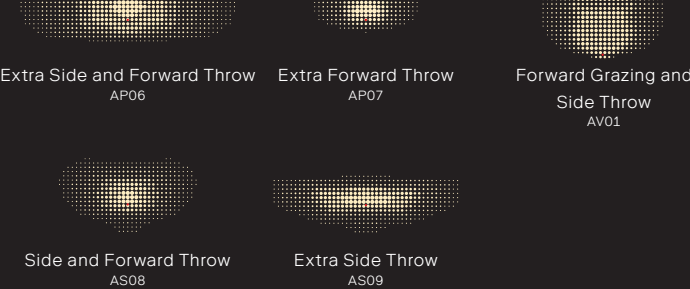 Extra Side and Forward Throw
AP06
Extra Forward Throw
AP07
Forward Grazing and
Side Throw
AV01
Side and Forward Throw
AS08
Extra Side Throw
AS09